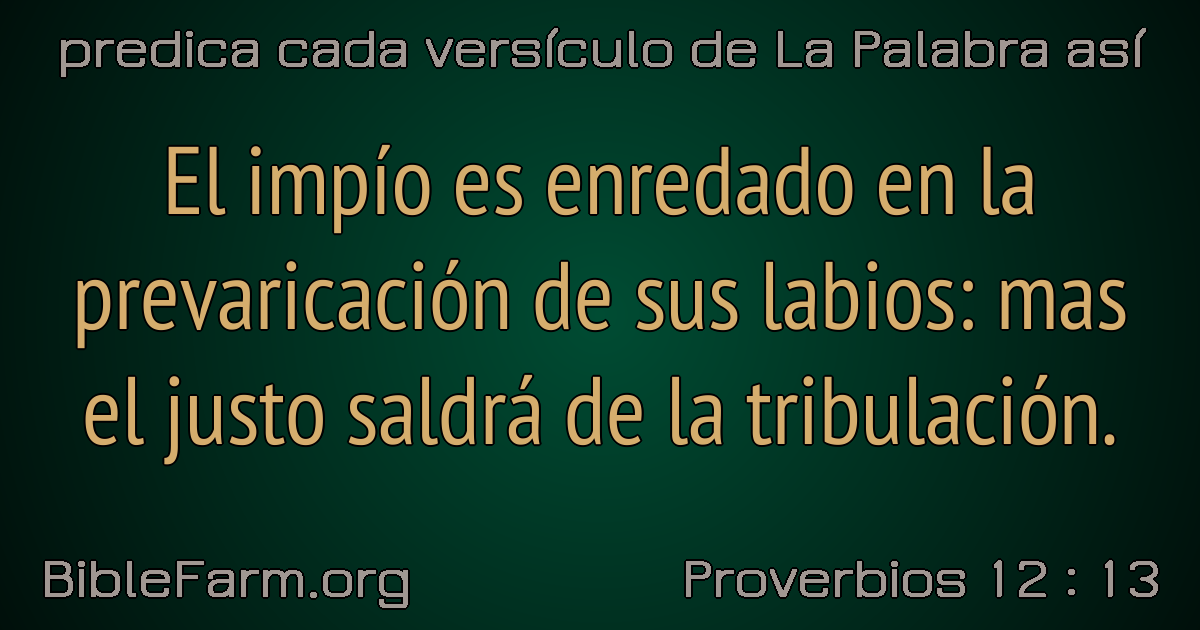 predica cada versículo de La Palabra así
El impío es enredado en la
prevaricación de sus labios: mas
el justo saldrá de la tribulación.
BibleFarm.org
Proverbios 12 : 13